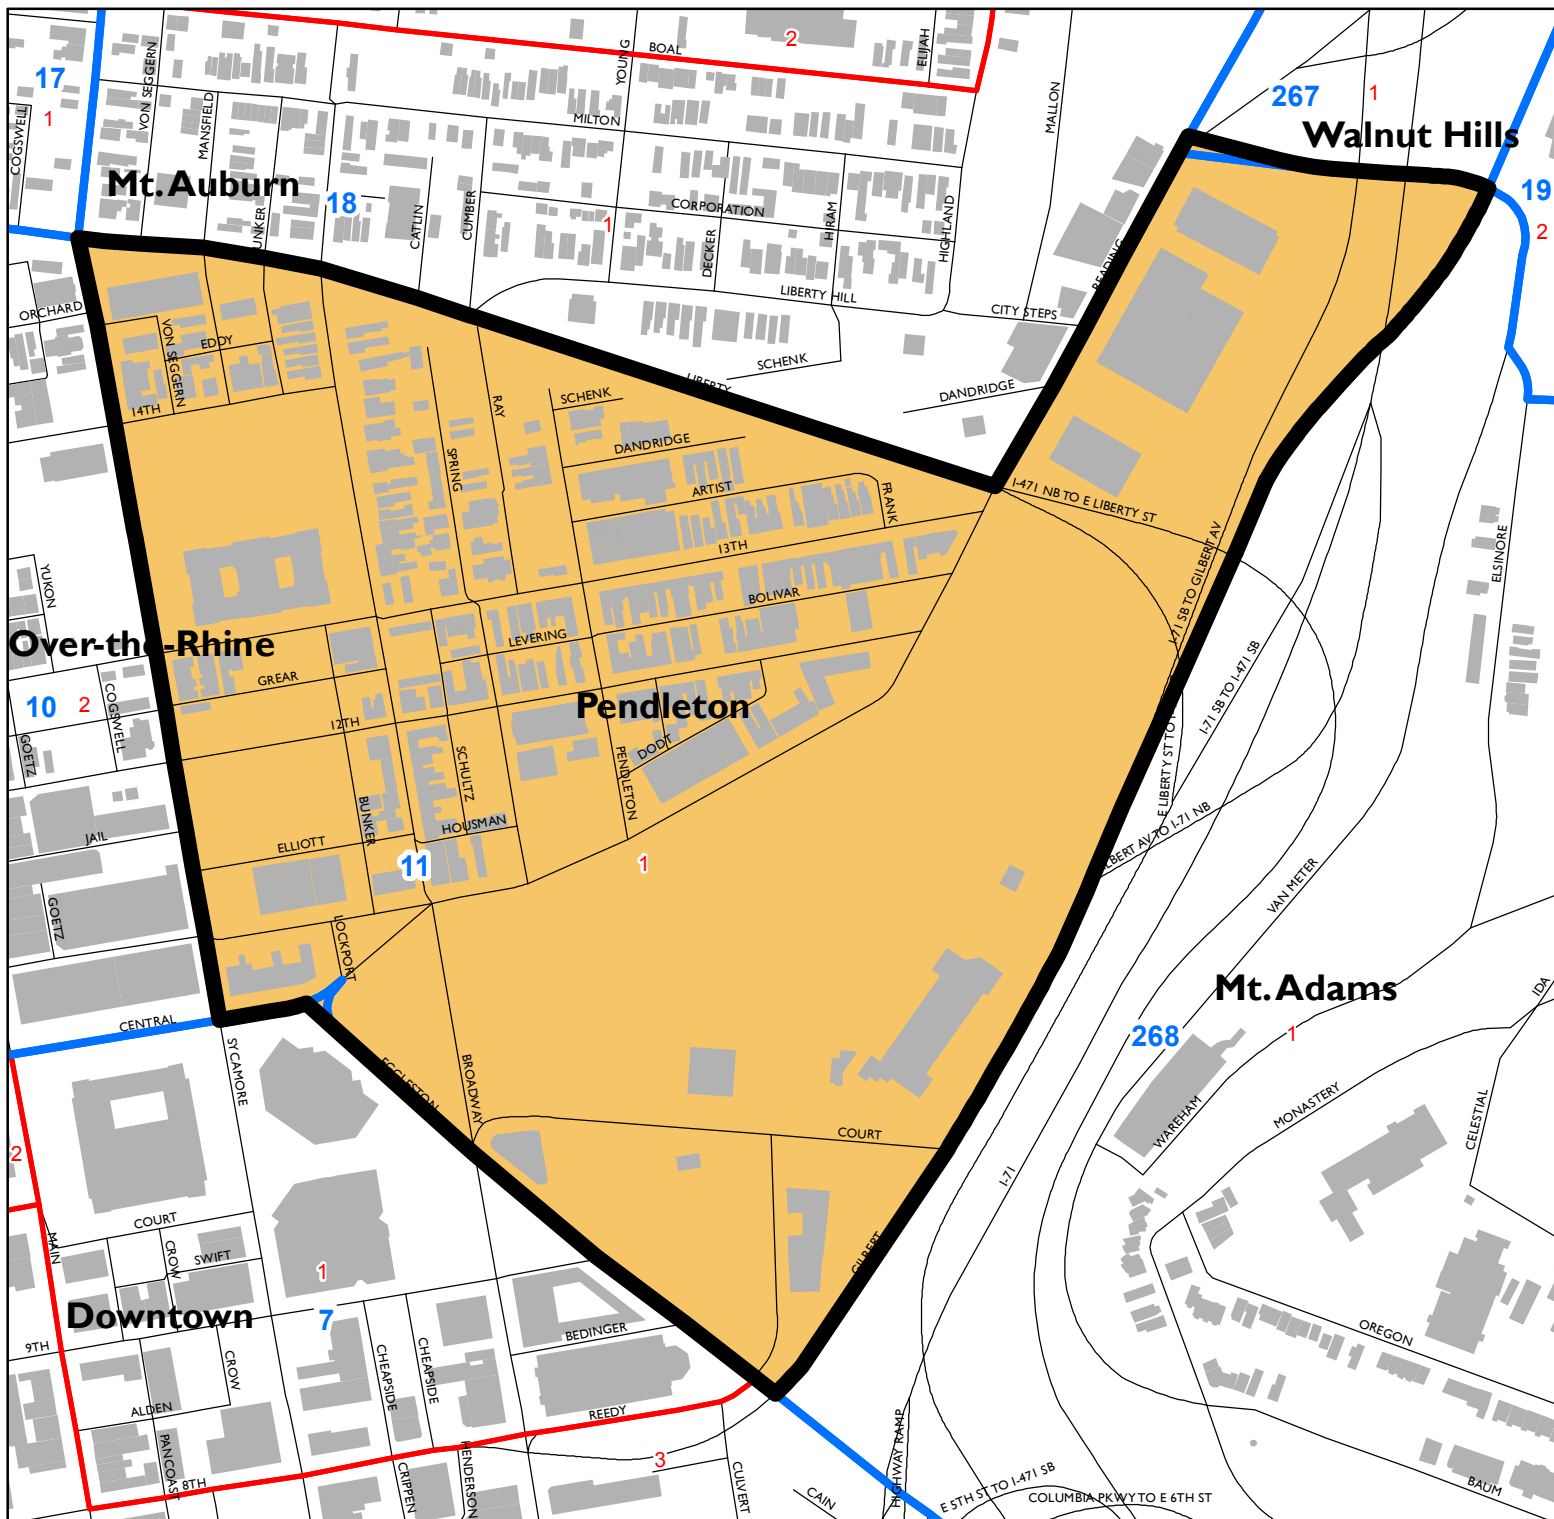 2
BOAL
YOUNG
ELIJAH
17
VON SEGGERN
267
1
1
MILTON
MALLON
COGSWELL
MANSFIELD
Walnut Hills
Mt. Auburn
18
19
UNKER
CATLIN
CUMBER
CORPORATION
1
DECKER
HIRAM
HIGHLAND
2
READING
LIBERTY HILL
CITY STEPS
ORCHARD
VON SEGGERN
EDDY
SCHENK
LIBERTY
DANDRIDGE
14TH
RAY
SCHENK
DANDRIDGE
SPRING
ARTIST
FRANK
I-471 NB TO E LIBERTY ST
13TH
I-71 SB TO GILBERT AV
ELSINORE
YUKON
BOLIVAR
LEVERING
Over-the-Rhine
GREAR
I-71 SB TO I-471 SB
10
2
COGSWELL
12TH
Pendleton
GOETZ
DODT
SCHULTZ
PENDLETON
E LIBERTY ST TO
BUNKER
HOUSMAN
LBERT AV TO I-71 NB
JAIL
ELLIOTT
11
1
VAN METER
GOETZ
LOCKPORT
Mt. Adams
IDA
CENTRAL
268
1
SYCAMORE
EGGLESTON
BROADWAY
WAREHAM
MONASTERY
CELESTIAL
COURT
2
I-71
COURT
MAIN
CROW
SWIFT
GILBERT
1
Downtown
7
BEDINGER
OREGON
9TH
CROW
CHEAPSIDE
CHEAPSIDE
ALDEN
REEDY
PANCOAST
8TH
CRIPPEN
HENDERSON
3
CULVERT
CAIN
HIGHWAY RAMP
E 5TH ST TO I-471 SB
COLUMBIA PKWY TO E 6TH ST
BAUM